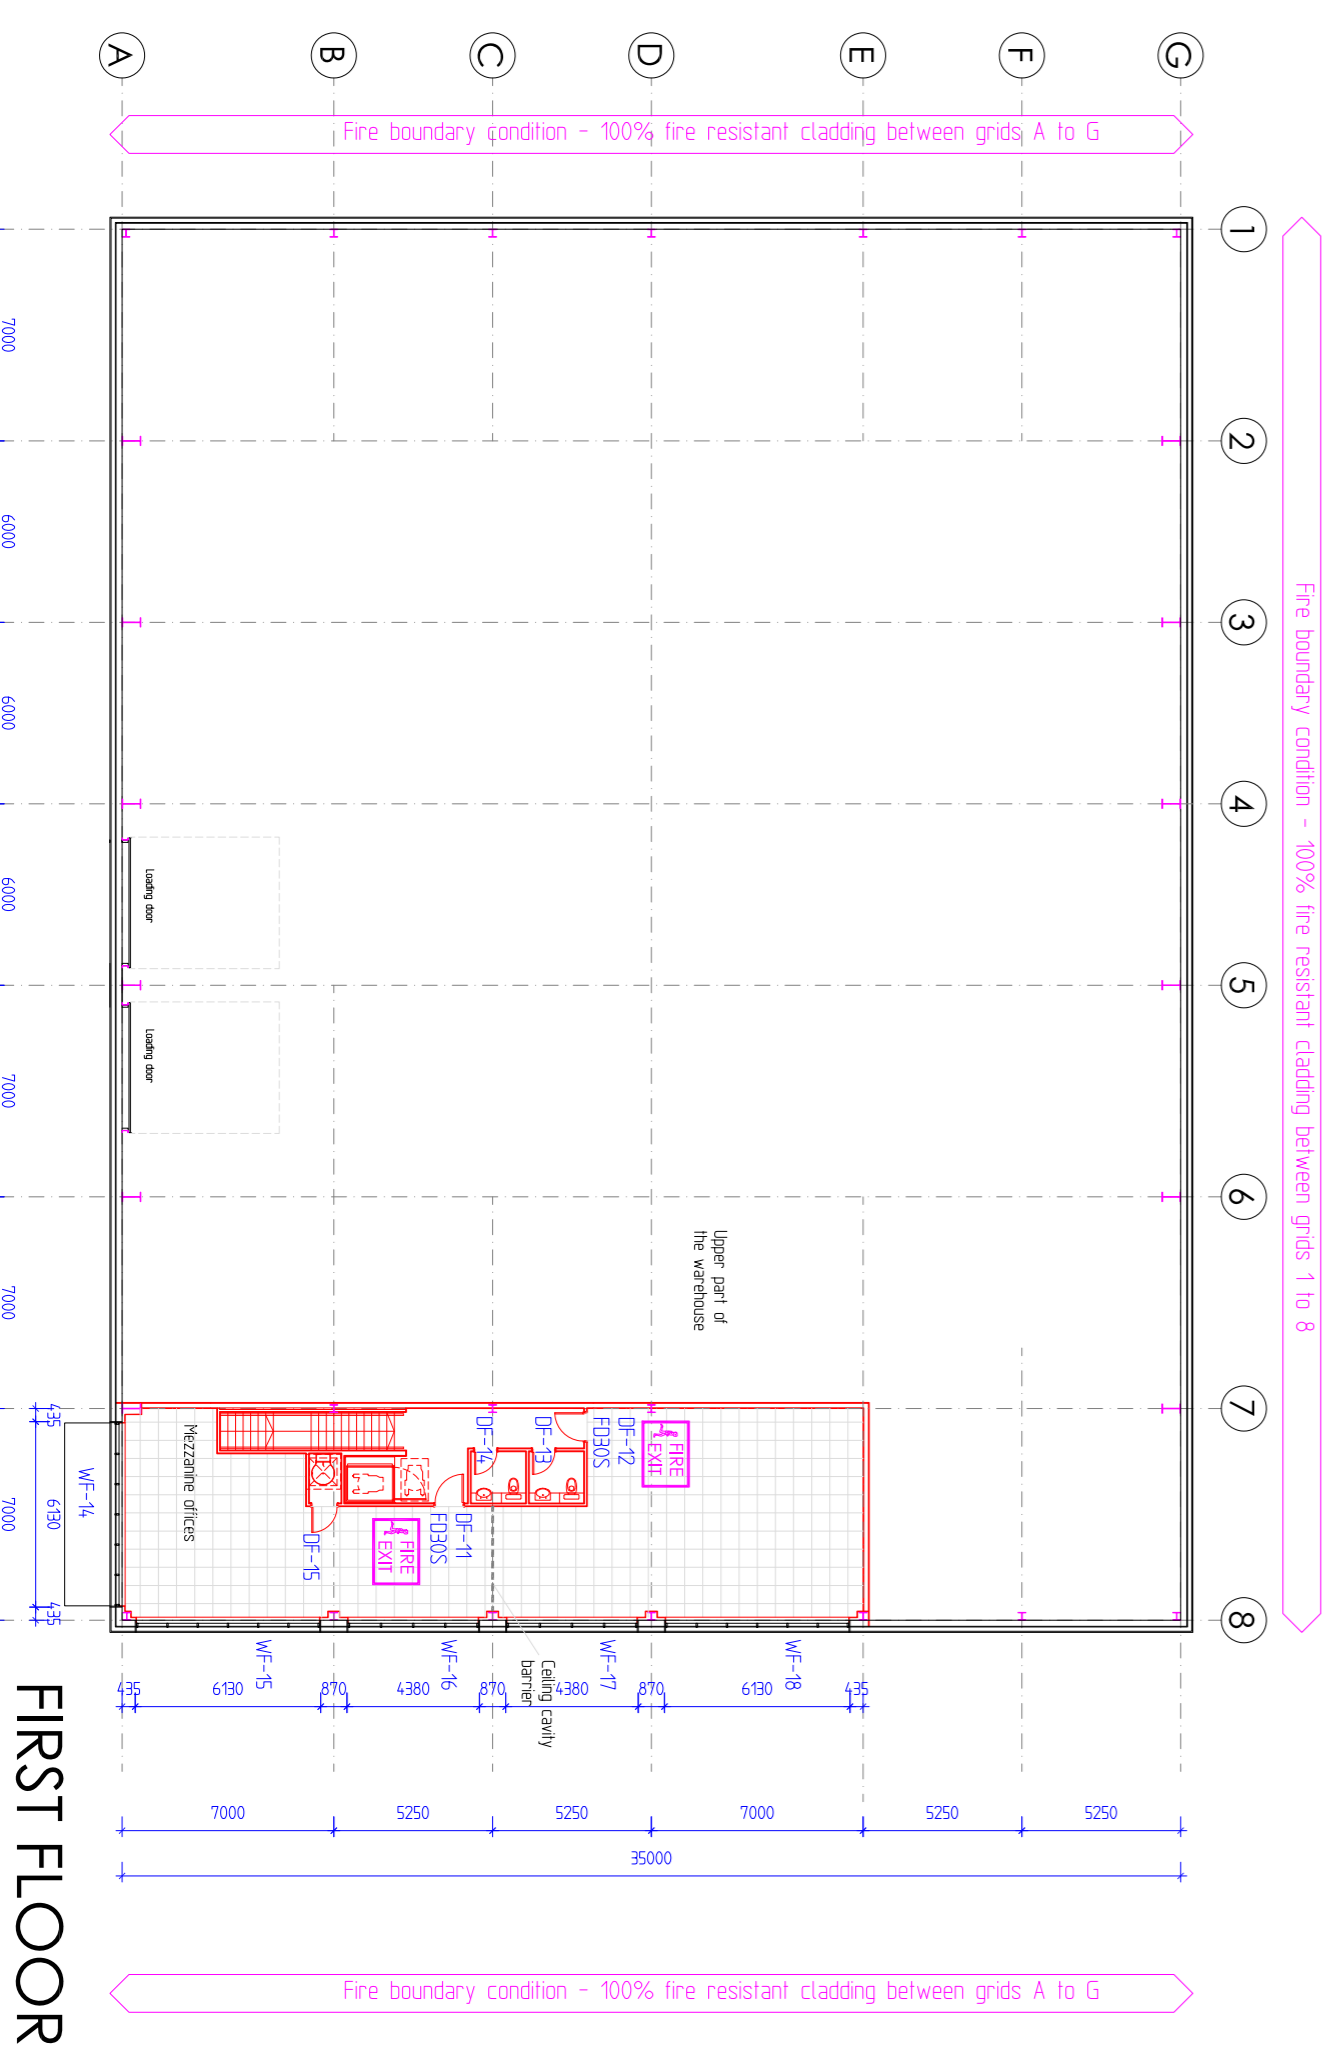 A
B
C
D
E
F
G
Fire boundary condition - 100% fire resistant cladding between grids A to G
1
2
3
4
5
6
7
8
Fire boundary condition - 100% fire resistant cladding between grids 1 to 8
7000
6000
6000
6000
7000
7000
7000
Loading door
Loading door
Upper part of
the warehouse
Mezzanine offices
DF-14
DF-13
DF-12
FD30S
FIRE
EXIT
DF-15
FIRE
EXIT
DF-11
FD30S
435
6130
435
WF-14
WF-15
WF-16
WF-17
WF-18
Ceiling cavity
barrier
435
6130
870
4380
870
4380
870
6130
435
7000
5250
5250
7000
5250
5250
35000
FIRST FLOOR
Fire boundary condition - 100% fire resistant cladding between grids A to G